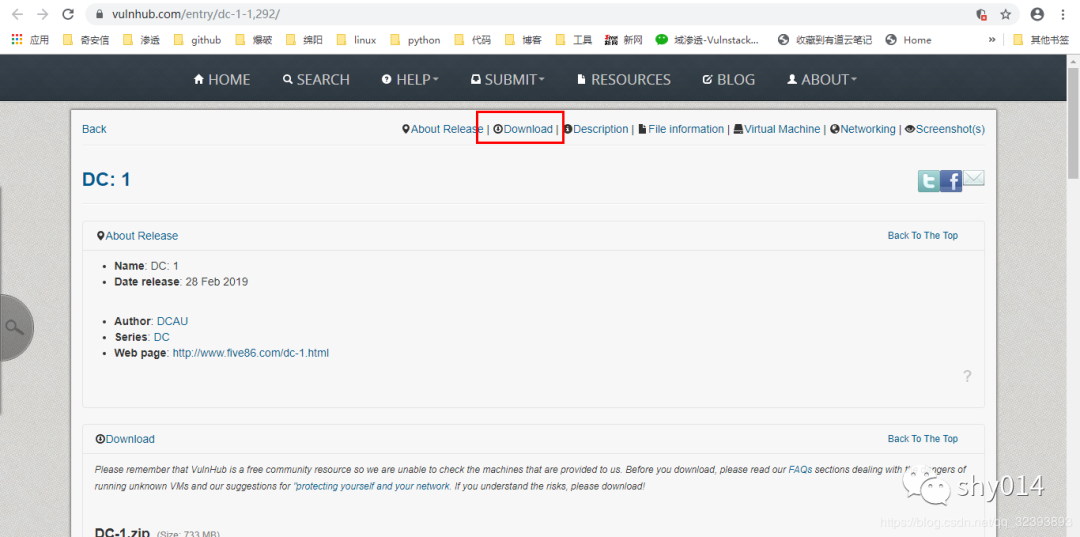 vulnhub.com/entry/dc-1-1,292/
应用 奇安信 渗透 github 爆破 绵阳 linux python 代码 博客 工具 新网 域渗透-Vulnstack... 收藏到有道云笔记 Home » 其他书签
HOME SEARCH HELP SUBMIT RESOURCES BLOG ABOUT
Back About Release | Download | Description | File information | Virtual Machine | Networking | Screenshot(s)
DC: 1
About Release Back To The Top
Name: DC: 1
Date release: 28 Feb 2019
Author: DCAU
Series: DC
Web page: http://www.five86.com/dc-1.html
?
Download Back To The Top
Please remember that VulnHub is a free community resource so we are unable to check the machines that are provided to us. Before you download, please read our FAQs sections dealing with the dangers of
running unknown VMs and our suggestions for "protecting yourself and your network. If you understand the risks, please download!
shy014
DC-1.zip (Size: 733 MB)
https://blog.csdn.net/qq_32393893